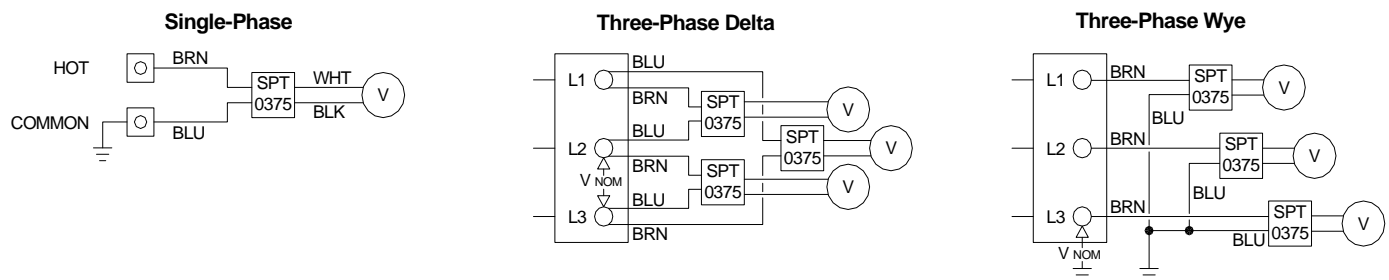 Single-Phase
HOT
BRN
SPT
0375
WHT
V
COMMON
BLU
BLK
Three-Phase Delta
L1
BLU
BRN
SPT
0375
V
BLU
SPT
0375
V
L2
BRN
V NOM
SPT
0375
V
BLU
L3
BRN
Three-Phase Wye
L1
BRN
SPT
0375
V
BLU
L2
BRN
SPT
0375
V
BLU
L3
BRN
SPT
0375
V
BLU
V NOM